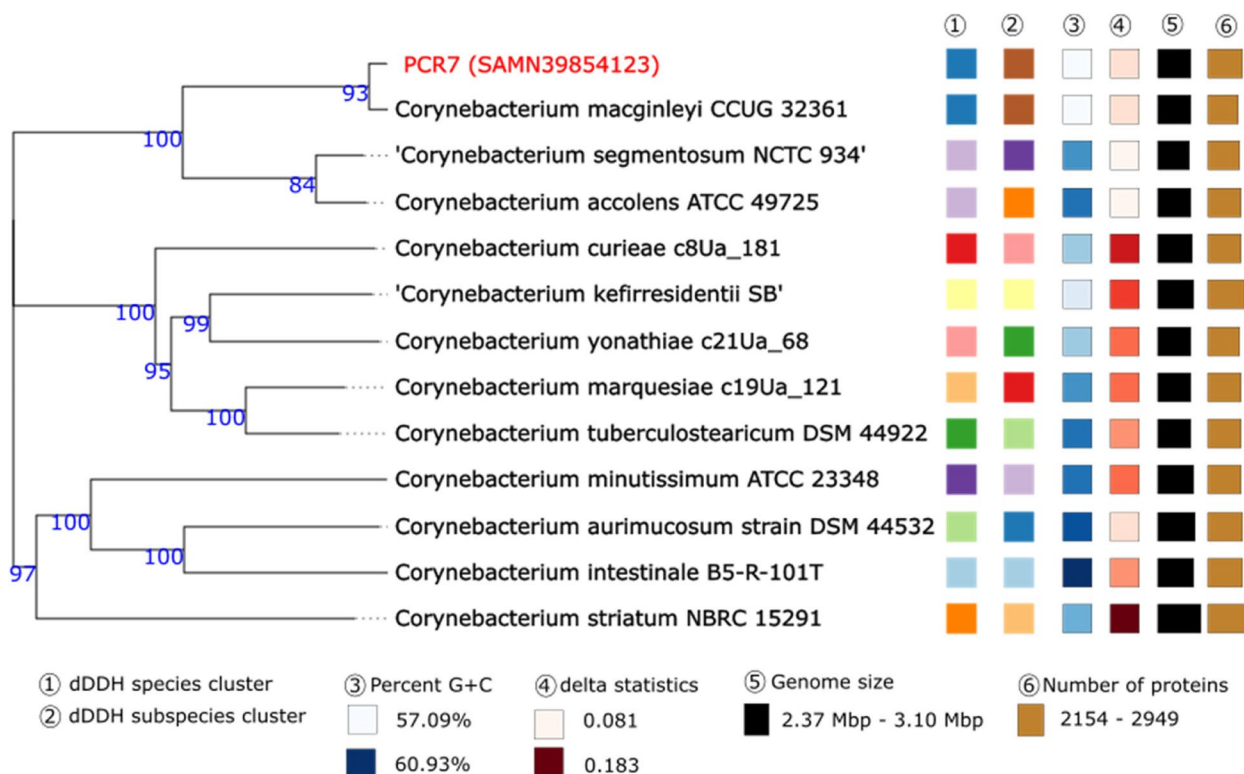 ① ② ③ ④ ⑤ ⑥
PCR7 (SAMN39854123)
93
Corynebacterium macginleyi CCUG 32361
100
'Corynebacterium segmentosum NCTC 934'
84
Corynebacterium accolens ATCC 49725
Corynebacterium curieae c8Ua_181
'Corynebacterium kefirresidentii SB'
100
99
Corynebacterium yonathiae c21Ua_68
95
Corynebacterium marquesiae c19Ua_121
100
Corynebacterium tuberculostearicum DSM 44922
Corynebacterium minutissimum ATCC 23348
100
Corynebacterium aurimucosum strain DSM 44532
100
97
Corynebacterium intestinale B5-R-101T
Corynebacterium striatum NBRC 15291
① dDDH species cluster
② dDDH subspecies cluster
③ Percent G+C
57.09%
60.93%
④ delta statistics
0.081
0.183
⑤ Genome size
2.37 Mbp - 3.10 Mbp
⑥ Number of proteins
2154 - 2949